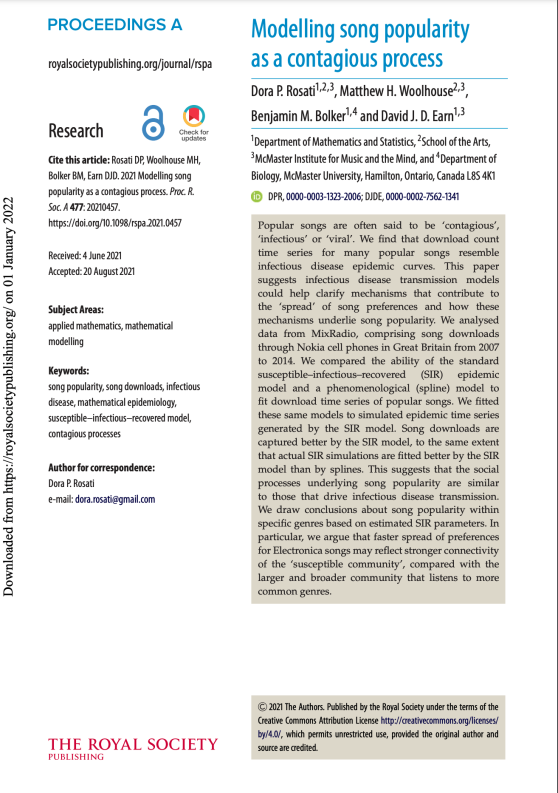 PROCEEDINGS A
royalsocietypublishing.org/journal/rspa
Research
Check for
updates
Cite this article: Rosati DP, Woolhouse MH,
Bolker BM, Earn DJD. 2021 Modelling song
popularity as a contagious process. Proc. R.
Soc. A 477: 20210457.
https://doi.org/10.1098/rspa.2021.0457
Received: 4 June 2021
Accepted: 20 August 2021
Subject Areas:
applied mathematics, mathematical
modelling
Keywords:
song popularity, song downloads, infectious
disease, mathematical epidemiology,
susceptible–infectious–recovered model,
contagious processes
Author for correspondence:
Dora P. Rosati
e-mail: dora.rosati@gmail.com
Modelling song popularity
as a contagious process
Dora P. Rosati1,2,3, Matthew H. Woolhouse2,3,
Benjamin M. Bolker1,4 and David J. D. Earn1,3
1Department of Mathematics and Statistics, 2School of the Arts,
3McMaster Institute for Music and the Mind, and 4Department of
Biology, McMaster University, Hamilton, Ontario, Canada L8S 4K1
iD DPR, 0000-0003-1323-2006; DJDE, 0000-0002-7562-1341
Popular songs are often said to be ‘contagious’,
‘infectious’ or ‘viral’. We find that download count
time series for many popular songs resemble
infectious disease epidemic curves. This paper
suggests infectious disease transmission models
could help clarify mechanisms that contribute to
the ‘spread’ of song preferences and how these
mechanisms underlie song popularity. We analysed
data from MixRadio, comprising song downloads
through Nokia cell phones in Great Britain from 2007
to 2014. We compared the ability of the standard
susceptible–infectious–recovered (SIR) epidemic
model and a phenomenological (spline) model to
fit download time series of popular songs. We fitted
these same models to simulated epidemic time series
generated by the SIR model. Song downloads are
captured better by the SIR model, to the same extent
that actual SIR simulations are fitted better by the SIR
model than by splines. This suggests that the social
processes underlying song popularity are similar
to those that drive infectious disease transmission.
We draw conclusions about song popularity within
specific genres based on estimated SIR parameters. In
particular, we argue that faster spread of preferences
for Electronica songs may reflect stronger connectivity
of the ‘susceptible community’, compared with the
larger and broader community that listens to more
common genres.
© 2021 The Authors. Published by the Royal Society under the terms of the
Creative Commons Attribution License http://creativecommons.org/licenses/
by/4.0/, which permits unrestricted use, provided the original author and
source are credited.
THE ROYAL SOCIETY
PUBLISHING
Downloaded from https://royalsocietypublishing.org/ on 01 January 2022